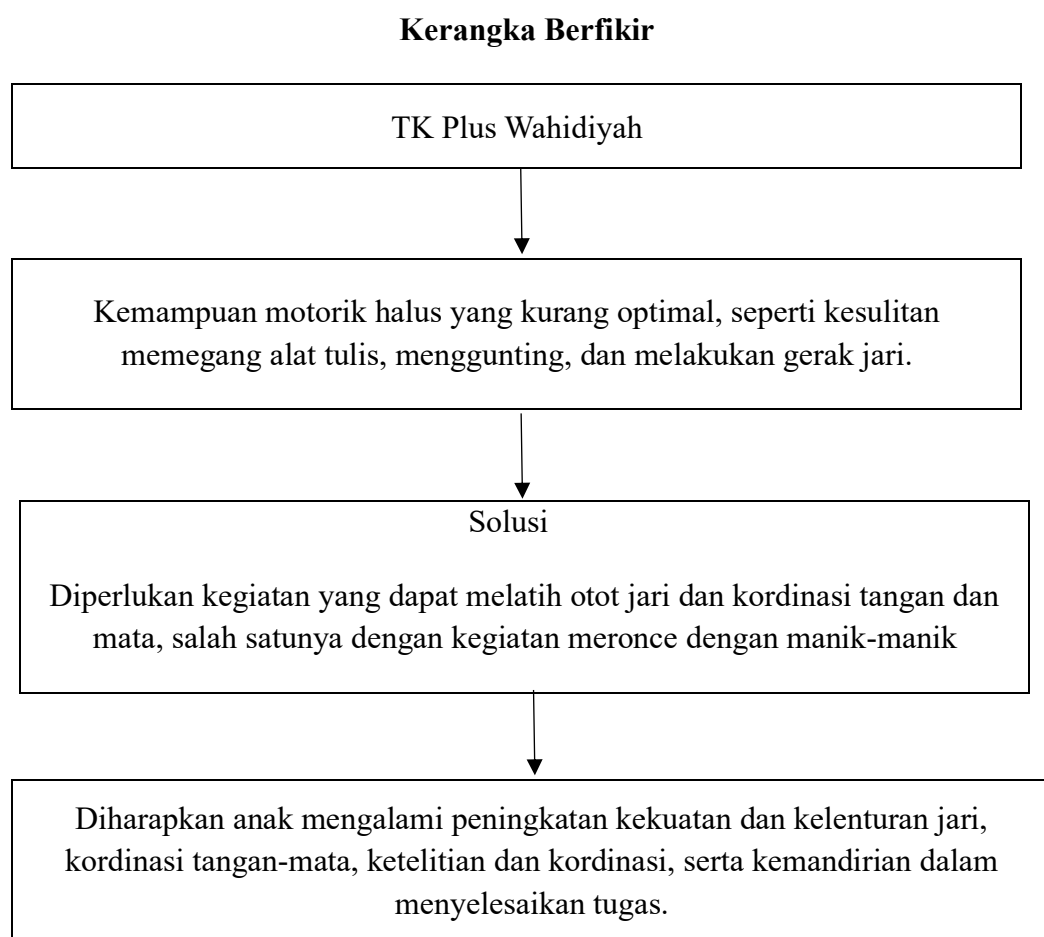 Kerangka Berfikir
TK Plus Wahidiyah
Kemampuan motorik halus yang kurang optimal, seperti kesulitan
memegang alat tulis, menggunting, dan melakukan gerak jari.
Solusi
Diperlukan kegiatan yang dapat melatih otot jari dan kordinasi tangan dan
mata, salah satunya dengan kegiatan meronce dengan manik-manik
Diharapkan anak mengalami peningkatan kekuatan dan kelenturan jari,
kordinasi tangan-mata, ketelitian dan kordinasi, serta kemandirian dalam
menyelesaikan tugas.